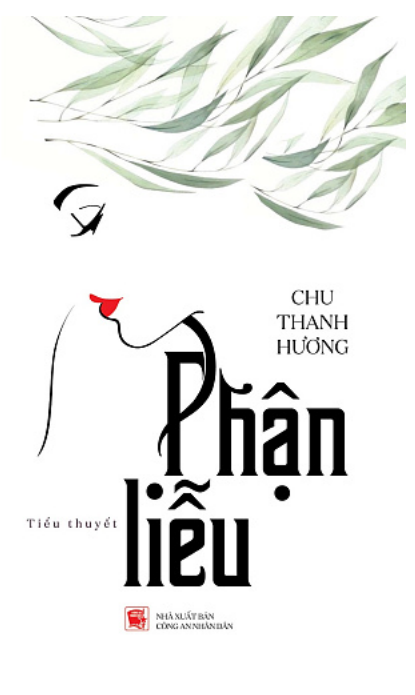 CHU
THANH
HƯƠNG
Phận
liễu
Tiểu thuyết
NHÀ XUẤT BẢN
CÔNG AN NHÂN DÂN